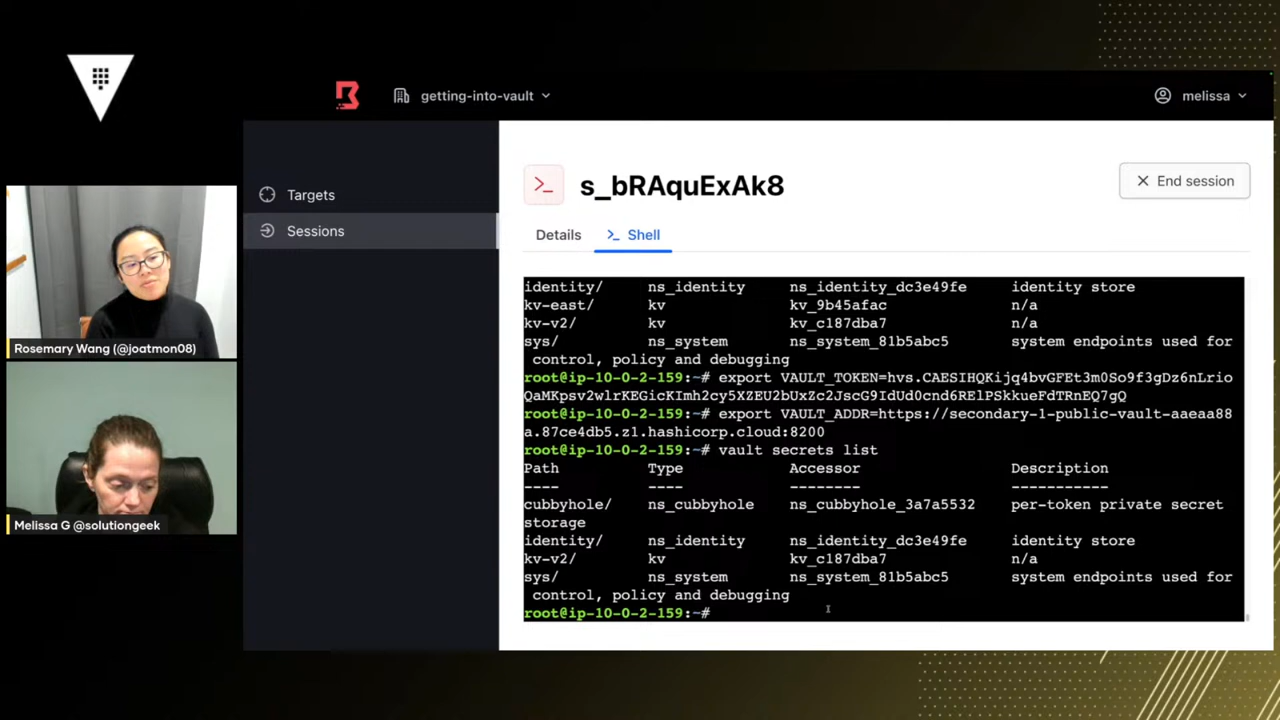 getting-into-vault
melissa
Targets
Sessions
s_bRAquExAk8
End session
Details
Shell
identity/ ns_identity ns_identity_dc3e49fe identity store
kv-east/ kv kv_9b45afac n/a
kv-v2/ kv kv_c187dba7 n/a
sys/ ns_system ns_system_81b5abc5 system endpoints used for
control, policy and debugging
root@ip-10-0-2-159:~# export VAULT_TOKEN=hvs.CAESIHQKijq4bvGFEt3m0So9f3gDz6nLrio
QaMKpsv2wlrKEGicKImh2cy5XZEU2bUxZc2JscG9IdUd0cnd6RElPSkkueFdTRnEQ7gQ
root@ip-10-0-2-159:~# export VAULT_ADDR=https://secondary-1-public-vault-aaeaa88
a.87ce4db5.z1.hashicorp.cloud:8200
root@ip-10-0-2-159:~# vault secrets list
Path Type Accessor Description
---- ---- -------- -----------
cubbyhole/ ns_cubbyhole ns_cubbyhole_3a7a5532 per-token private secret
storage
identity/ ns_identity ns_identity_dc3e49fe identity store
kv-v2/ kv kv_c187dba7 n/a
sys/ ns_system ns_system_81b5abc5 system endpoints used for
control, policy and debugging
root@ip-10-0-2-159:~#
Rosemary Wang (@joatmon08)
Melissa G @solutiongeek